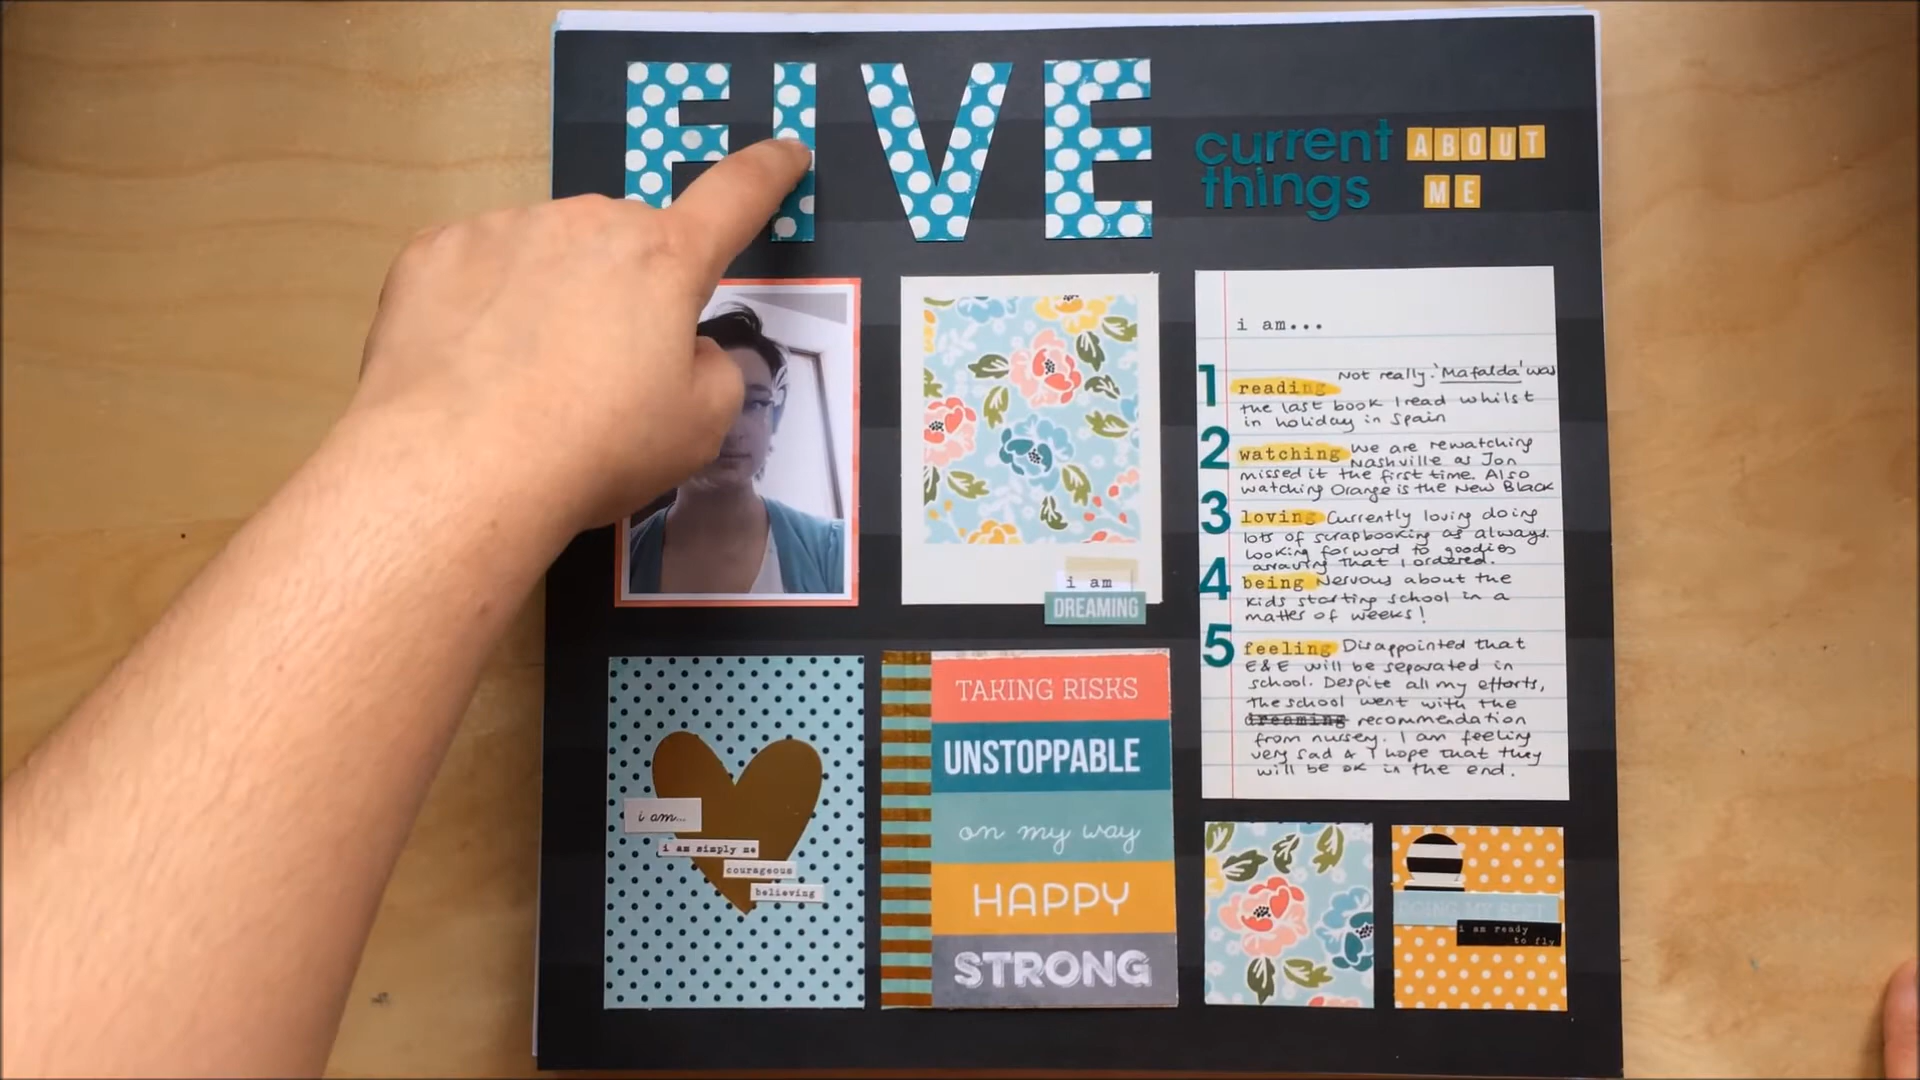 FIVE
current ABOUT
things ME
i am...
1 reading Not really. 'Mafalda' was
the last book I read whilst
in holiday in Spain
2 watching We are rewatching
Nashville as Jon
missed it the first time. Also
watching Orange is the New Black
3 loving Currently loving doing
lots of scrapbooking as always.
looking forward to goodies
arraving that I ordered.
4 being Nervous about the
kids starting school in a
matter of weeks!
5 feeling Disappointed that
E&E will be separated in
school. Despite all my efforts,
the school went with the
dreaming recommendation
from nursery. I am feeling
very sad & I hope that they
will be ok in the end.
i am
DREAMING
i am...
i am simply me
courageous
believing
TAKING RISKS
UNSTOPPABLE
on my way
HAPPY
STRONG
DOING MY BEST
i am ready
to fly